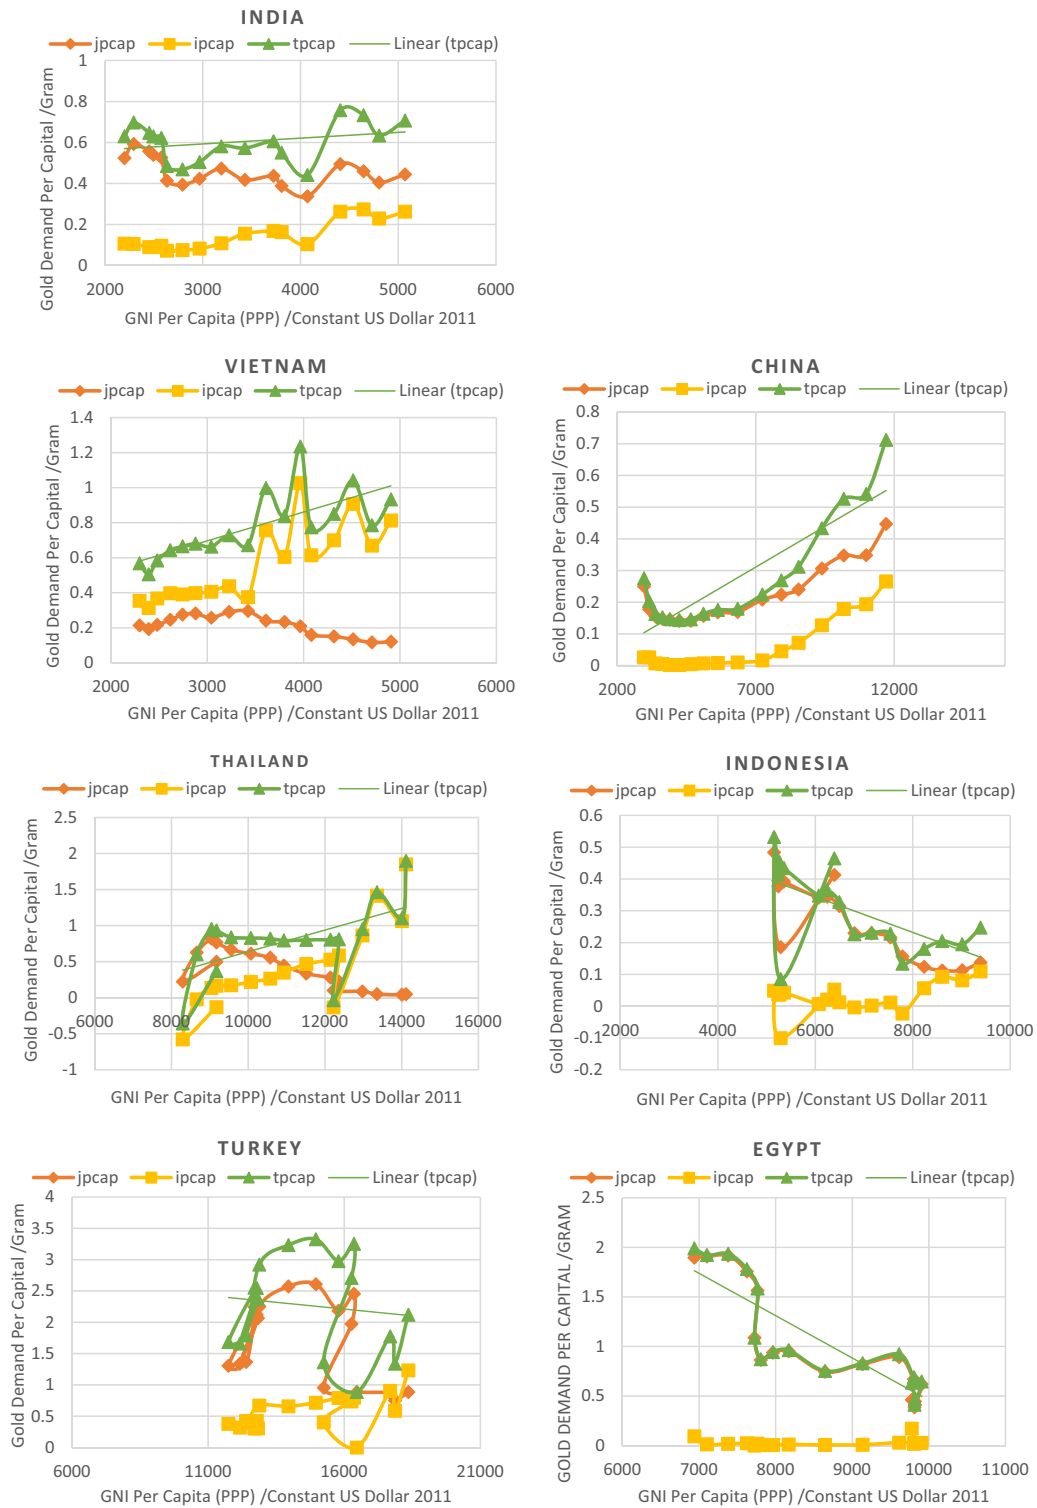 INDIA
jpcap ipcap tpcap Linear (tpcap)
Gold Demand Per Capital /Gram
1
0.8
0.6
0.4
0.2
0
2000 3000 4000 5000 6000
GNI Per Capita (PPP) /Constant US Dollar 2011
VIETNAM
jpcap ipcap tpcap Linear (tpcap)
Gold Demand Per Capital /Gram
1.4
1.2
1
0.8
0.6
0.4
0.2
0
2000 3000 4000 5000 6000
GNI Per Capita (PPP) /Constant US Dollar 2011
CHINA
jpcap ipcap tpcap Linear (tpcap)
Gold Demand Per Capital /Gram
0.8
0.7
0.6
0.5
0.4
0.3
0.2
0.1
0
2000 7000 12000
GNI Per Capita (PPP) /Constant US Dollar 2011
THAILAND
jpcap ipcap tpcap Linear (tpcap)
Gold Demand Per Capital /Gram
2.5
2
1.5
1
0.5
0
-0.5
-1
6000 8000 10000 12000 14000 16000
GNI Per Capita (PPP) /Constant US Dollar 2011
INDONESIA
jpcap ipcap tpcap Linear (tpcap)
Gold Demand Per Capital /Gram
0.6
0.5
0.4
0.3
0.2
0.1
0
-0.1
-0.2
2000 4000 6000 8000 10000
GNI Per Capita (PPP) /Constant US Dollar 2011
TURKEY
jpcap ipcap tpcap Linear (tpcap)
Gold Demand Per Capital /Gram
4
3.5
3
2.5
2
1.5
1
0.5
0
6000 11000 16000 21000
GNI Per Capita (PPP) /Constant US Dollar 2011
EGYPT
jpcap ipcap tpcap Linear (tpcap)
GOLD DEMAND PER CAPITAL /GRAM
2.5
2
1.5
1
0.5
0
6000 7000 8000 9000 10000 11000
GNI Per Capita (PPP) /Constant US Dollar 2011